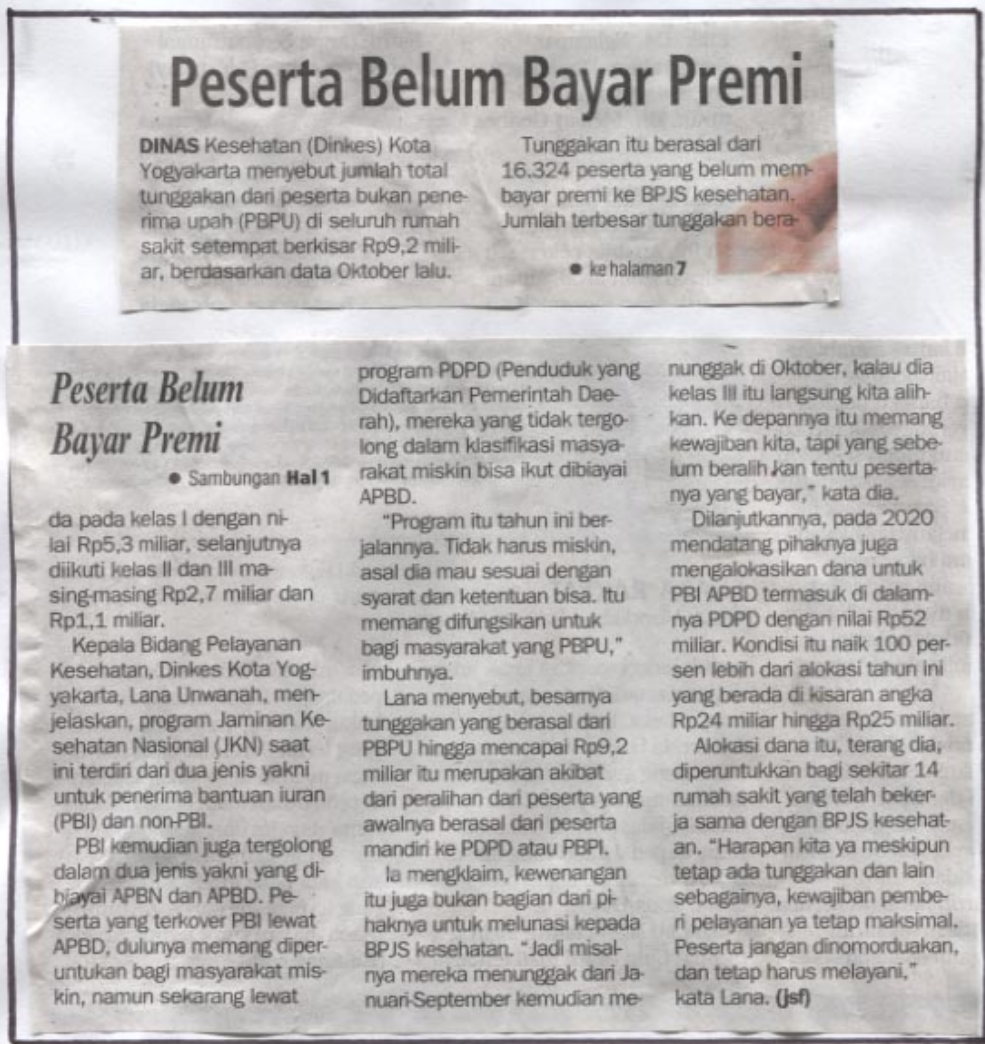 Peserta Belum Bayar Premi
DINAS Kesehatan (Dinkes) Kota
Yogyakarta menyebut jumlah total
tunggakan dari peserta bukan pene-
rima upah (PBPU) di seluruh rumah
sakit setempat berkisar Rp9,2 mili-
ar, berdasarkan data Oktober lalu.
Tunggakan itu berasal dari
16.324 peserta yang belum mem-
bayar premi ke BPJS kesehatan.
Jumlah terbesar tunggakan bera-
● ke halaman 7
Peserta Belum
Bayar Premi
● Sambungan Hal 1
da pada kelas I dengan ni-
lai Rp5,3 miliar, selanjutnya
diikuti kelas II dan III ma-
sing-masing Rp2,7 miliar dan
Rp1,1 miliar.
Kepala Bidang Pelayanan
Kesehatan, Dinkes Kota Yog-
yakarta, Lana Unwanah, men-
jelaskan, program Jaminan Ke-
sehatan Nasional (JKN) saat
ini terdiri dari dua jenis yakni
untuk penerima bantuan iuran
(PBI) dan non-PBI.
PBI kemudian juga tergolong
dalam dua jenis yakni yang di-
biayai APBN dan APBD. Pe-
serta yang terkover PBI lewat
APBD, dulunya memang diper-
untukan bagi masyarakat mis-
kin, namun sekarang lewat
program PDPD (Penduduk yang
Didaftarkan Pemerintah Dae-
rah), mereka yang tidak tergo-
long dalam klasifikasi masya-
rakat miskin bisa ikut dibiayai
APBD.
"Program itu tahun ini ber-
jalannya. Tidak harus miskin,
asal dia mau sesuai dengan
syarat dan ketentuan bisa. Itu
memang difungsikan untuk
bagi masyarakat yang PBPU,"
imbuhnya.
Lana menyebut, besarnya
tunggakan yang berasal dari
PBPU hingga mencapai Rp9,2
miliar itu merupakan akibat
dari peralihan dari peserta yang
awalnya berasal dari peserta
mandiri ke PDPD atau PBPI.
Ia mengklaim, kewenangan
itu juga bukan bagian dari pi-
haknya untuk melunasi kepada
BPJS kesehatan. "Jadi misal-
nya mereka menunggak dari Ja-
nuari-September kemudian me-
nunggak di Oktober, kalau dia
kelas III itu langsung kita alih-
kan. Ke depannya itu memang
kewajiban kita, tapi yang sebe-
lum beralih kan tentu peserta-
nya yang bayar," kata dia.
Dilanjutkannya, pada 2020
mendatang pihaknya juga
mengalokasikan dana untuk
PBI APBD termasuk di dalam-
nya PDPD dengan nilai Rp52
miliar. Kondisi itu naik 100 per-
sen lebih dari alokasi tahun ini
yang berada di kisaran angka
Rp24 miliar hingga Rp25 miliar.
Alokasi dana itu, terang dia,
diperuntukkan bagi sekitar 14
rumah sakit yang telah beker-
ja sama dengan BPJS kesehat-
an. "Harapan kita ya meskipun
tetap ada tunggakan dan lain
sebagainya, kewajiban pembe-
ri pelayanan ya tetap maksimal.
Peserta jangan dinomorduakan,
dan tetap harus melayani,"
kata Lana. (jsf)